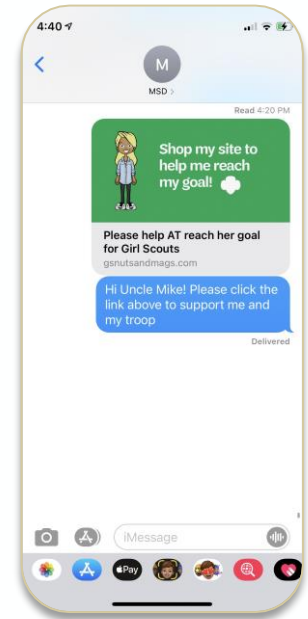 4:40
M
MSD >
Read 4:20 PM
Shop my site to
help me reach
my goal!
Please help AT reach her goal
for Girl Scouts
gsnutsandmags.com
Hi Uncle Mike! Please click the
link above to support me and
my troop
Delivered
iMessage
Pay